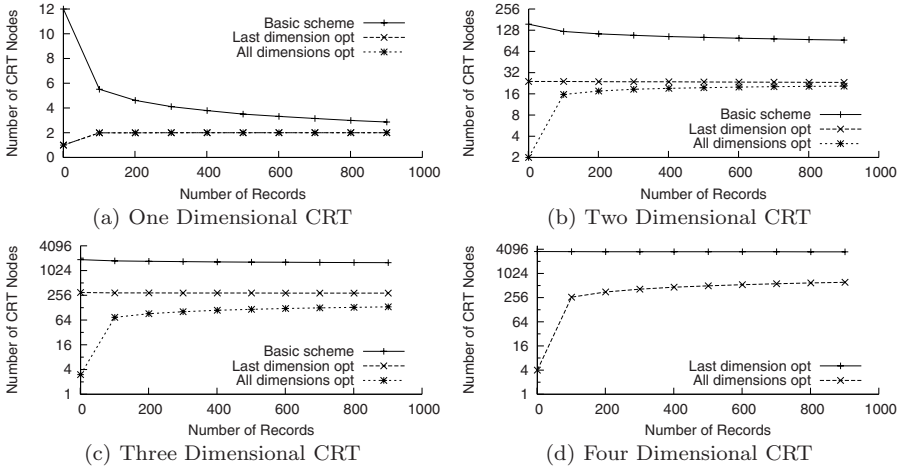 Number of CRT Nodes
12
10
8
6
4
2
0
0 200 400 600 800 1000
Number of Records
Basic scheme
Last dimension opt
All dimensions opt
(a) One Dimensional CRT
Number of CRT Nodes
256
128
64
32
16
8
4
2
0 200 400 600 800 1000
Number of Records
Basic scheme
Last dimension opt
All dimensions opt
(b) Two Dimensional CRT
Number of CRT Nodes
4096
1024
256
64
16
4
1
0 200 400 600 800 1000
Number of Records
Basic scheme
Last dimension opt
All dimensions opt
(c) Three Dimensional CRT
Number of CRT Nodes
4096
1024
256
64
16
4
1
0 200 400 600 800 1000
Number of Records
Last dimension opt
All dimensions opt
(d) Four Dimensional CRT